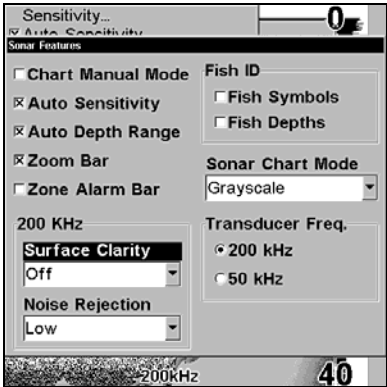 Sensitivity...
Auto Sensitivity
0
Sonar Features
Chart Manual Mode
Auto Sensitivity
Auto Depth Range
Zoom Bar
Zone Alarm Bar
Fish ID
Fish Symbols
Fish Depths
Sonar Chart Mode
Grayscale
200 KHz
Surface Clarity
Off
Noise Rejection
Low
Transducer Freq.
200 kHz
50 kHz
200kHz
40